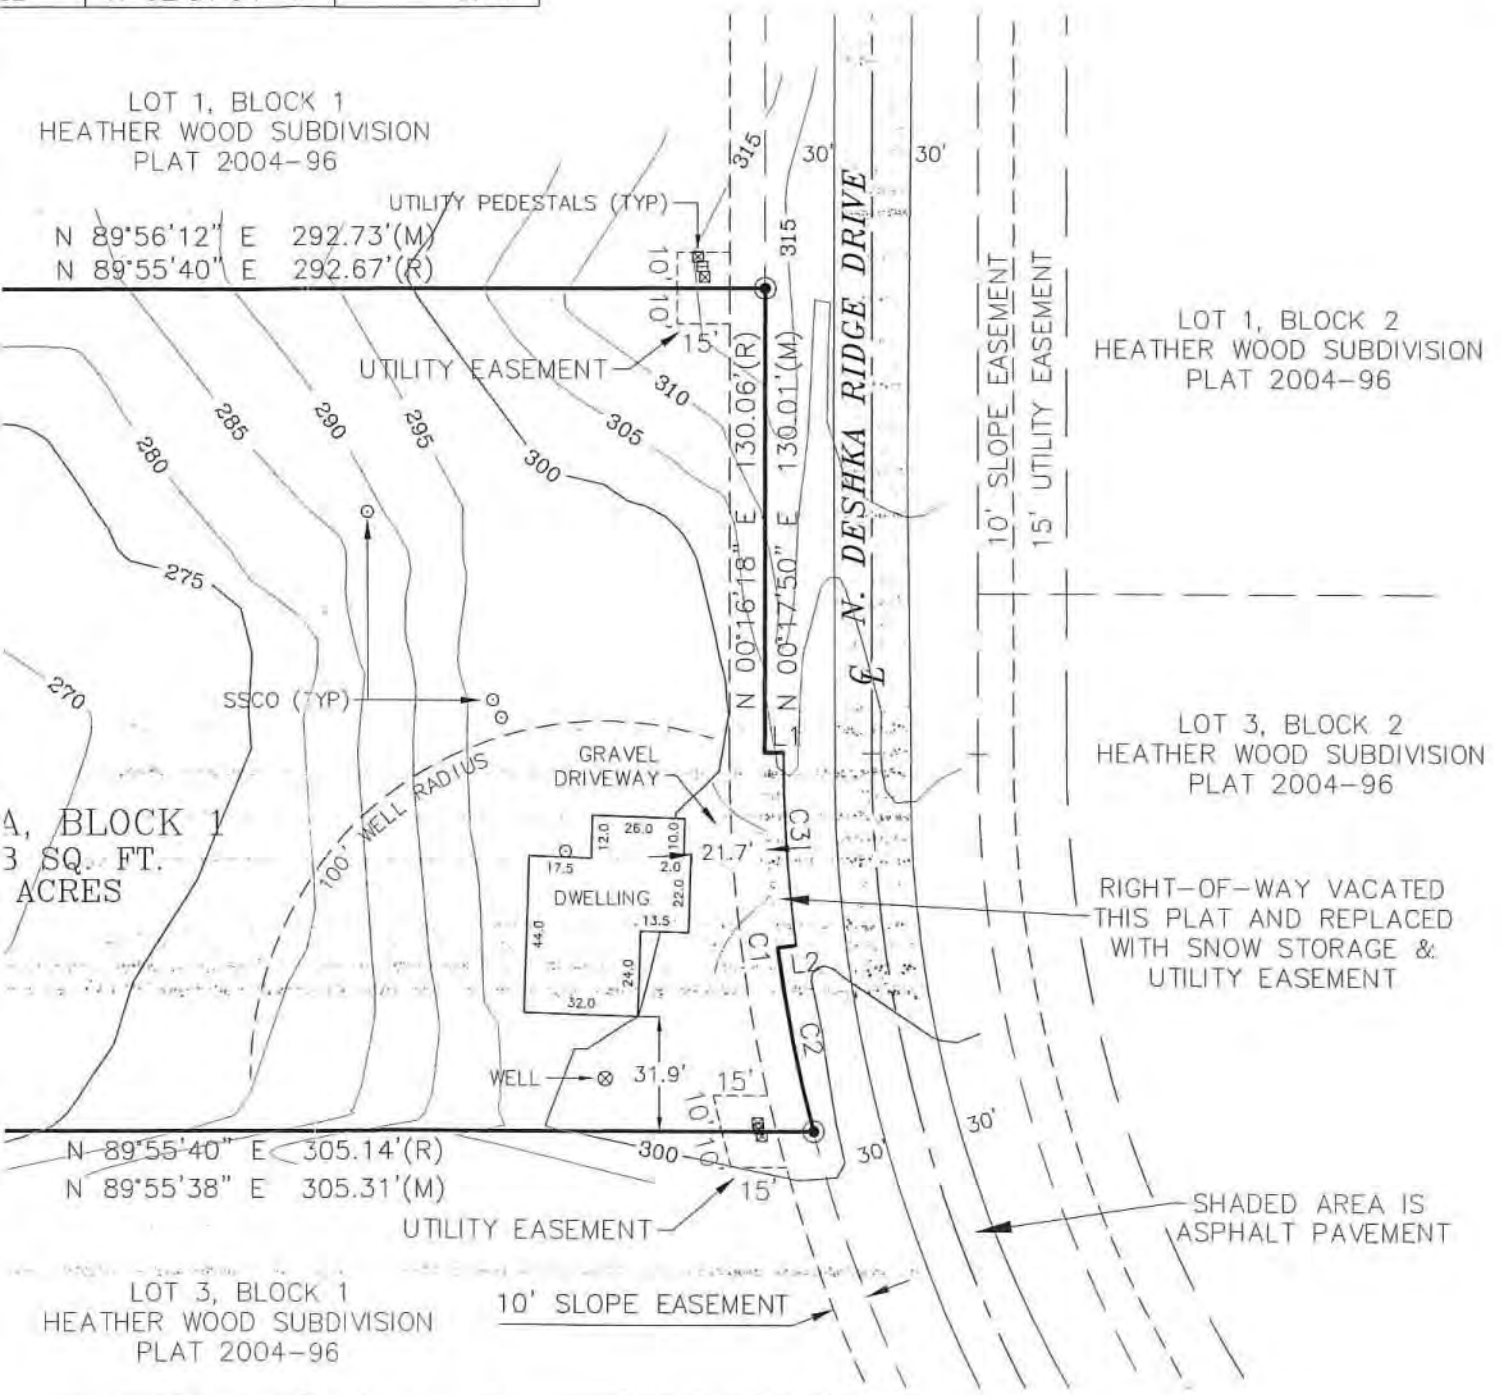 LOT 1, BLOCK 1
HEATHER WOOD SUBDIVISION
PLAT 2004-96
UTILITY PEDESTALS (TYP)
N 89°56'12" E 292.73'(M)
N 89°55'40" E 292.67'(R)
10'
10'
15'
UTILITY EASEMENT
315
315
30'
30'
N. DESHKA RIDGE DRIVE
10' SLOPE EASEMENT
15' UTILITY EASEMENT
LOT 1, BLOCK 2
HEATHER WOOD SUBDIVISION
PLAT 2004-96
N 00°16'18" E 130.06'(R)
N 00°17'50" E 130.01'(M)
310
305
300
295
290
285
280
275
270
SSCO (TYP)
100' WELL RADIUS
GRAVEL
DRIVEWAY
L1
C3
21.7'
LOT 3, BLOCK 2
HEATHER WOOD SUBDIVISION
PLAT 2004-96
A, BLOCK 1
3 SQ. FT.
ACRES
12.0
26.0
10.0
17.5
2.0
DWELLING
22.0
13.5
44.0
24.0
32.0
RIGHT-OF-WAY VACATED
THIS PLAT AND REPLACED
WITH SNOW STORAGE &
UTILITY EASEMENT
C1
L2
C2
WELL
31.9'
15'
10'
10'
15'
300
30'
30'
N 89°55'40" E 305.14'(R)
N 89°55'38" E 305.31'(M)
UTILITY EASEMENT
SHADED AREA IS
ASPHALT PAVEMENT
LOT 3, BLOCK 1
HEATHER WOOD SUBDIVISION
PLAT 2004-96
10' SLOPE EASEMENT